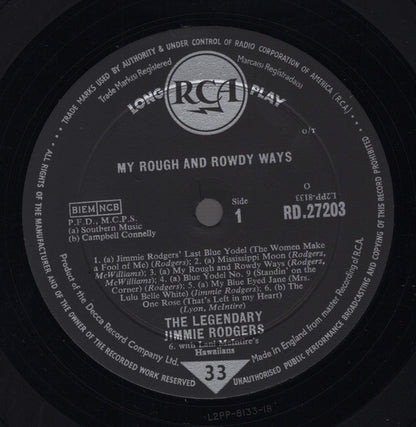 TRADE MARKS USED BY AUTHORITY & UNDER CONTROL OF RADIO CORPORATION OF AMERICA (RCA)
Trade Marks Registered
Marca(s) Registrada(s)
LONG RCA PLAY
O/T
MY ROUGH AND ROWDY WAYS
BIEM NCB
P.F.D., M.C.P.S.
(a) Southern Music
(b) Campbell Connelly
Side
1
O
L2PP-8133
RD.27203
1. (a) Jimmie Rodgers' Last Blue Yodel (The Women Make
a Fool of Me) (Rodgers); 2. (a) Mississippi Moon (Rodgers,
McWilliams); 3. (a) My Rough and Rowdy Ways (Rodgers,
McWilliams); 4. (a) Blue Yodel No. 9 (Standin' on the
Corner) (Rodgers); 5. (a) My Blue Eyed Jane (Mrs.
Lulu Belle White) (Jimmie Rodgers); 6. (b) The
One Rose (That's Left in my Heart)
(Lyon, McIntire)
THE LEGENDARY
JIMMIE RODGERS
6. with Lani McIntire's
Hawaiians
33
Product of the Decca Record Company Ltd.
Made in England from master Recording of RCA.
ALL RIGHTS OF THE MANUFACTURER AND OF THE OWNER OF THE RECORDED WORK RESERVED
UNAUTHORISED PUBLIC PERFORMANCE BROADCASTING AND COPYING OF THIS RECORD PROHIBITED
L2PP-8133-1B